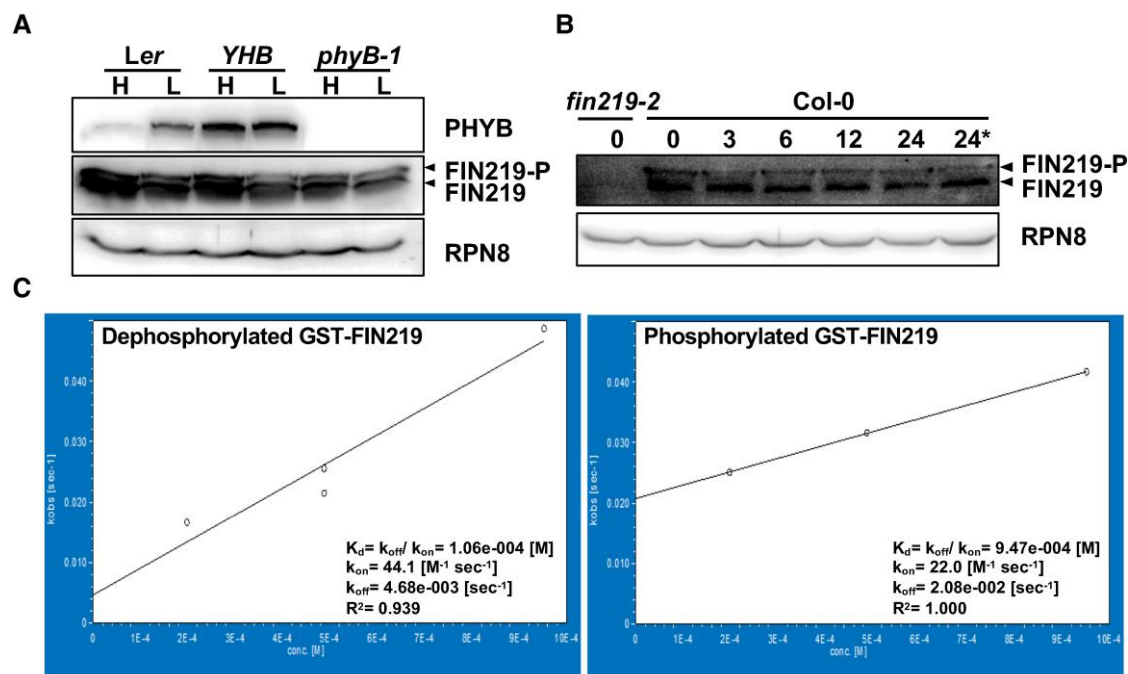 A
Ler YHB phyB-1
H L H L H L
PHYB
FIN219-P
FIN219
RPN8
B
fin219-2 Col-0
0 0 3 6 12 24 24*
FIN219-P
FIN219
RPN8
C
Dephosphorylated GST-FIN219
kobs [sec-1]
0.040
0.030
0.020
0.010
0
Kd= koff/ kon= 1.06e-004 [M]
kon= 44.1 [M⁻¹ sec⁻¹]
koff= 4.68e-003 [sec⁻¹]
R²= 0.939
0 1E-4 2E-4 3E-4 4E-4 5E-4 6E-4 7E-4 8E-4 9E-4 10E-4
conc. [M]
Phosphorylated GST-FIN219
kobs [sec-1]
0.040
0.030
0.020
0.010
0
Kd= koff/ kon= 9.47e-004 [M]
kon= 22.0 [M⁻¹ sec⁻¹]
koff= 2.08e-002 [sec⁻¹]
R²= 1.000
0 1E-4 2E-4 3E-4 4E-4 5E-4 6E-4 7E-4 8E-4 9E-4 10E-4
conc. [M]